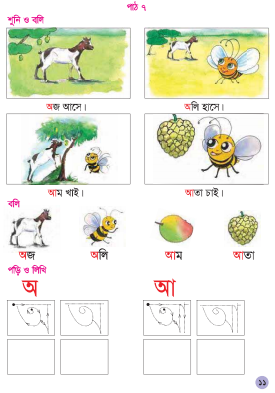 পাঠ ৭
শুনি ও বলি
অজ আসে। অলি হাসে।
আম খাই। আতা চাই।
বলি
অজ অলি আম আতা
পড়ি ও লিখি
অ আ
১১